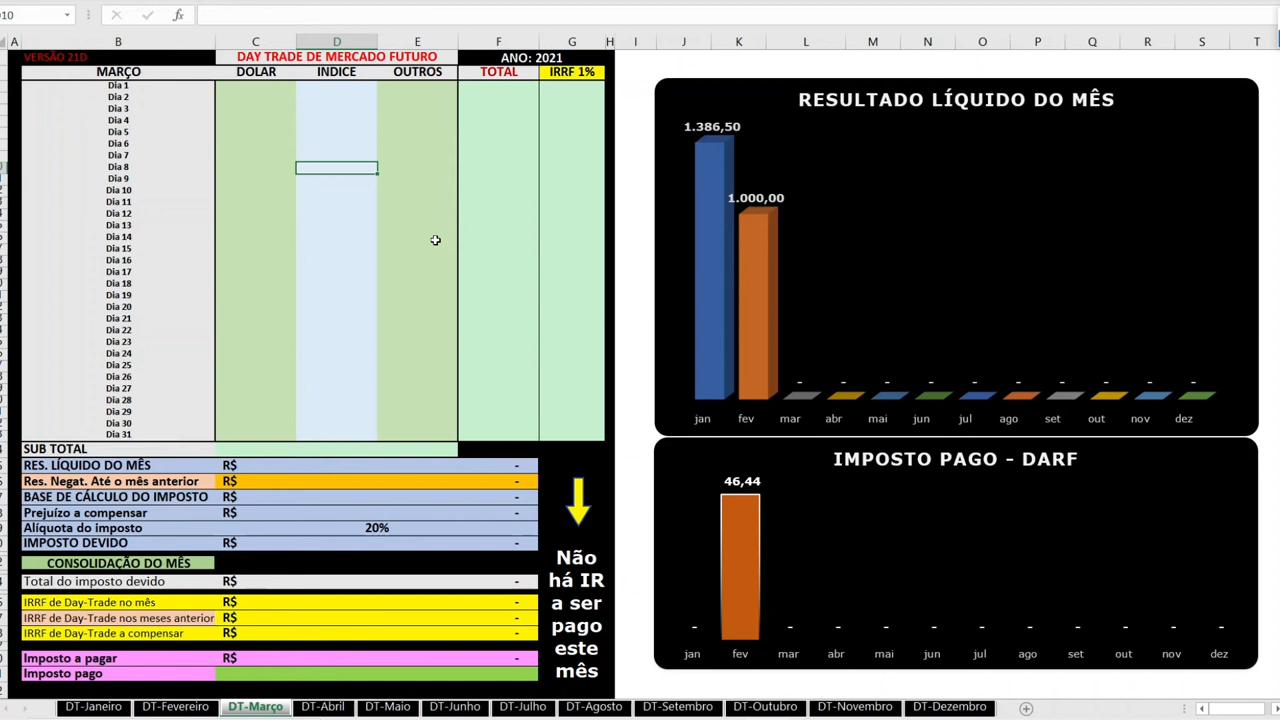 010
fx
A B C D E F G H I J K L M N O P Q R S T
VERSÃO 21D DAY TRADE DE MERCADO FUTURO ANO: 2021
MARÇO DOLAR INDICE OUTROS TOTAL IRRF 1%
Dia 1
Dia 2
Dia 3
Dia 4
Dia 5
Dia 6
Dia 7
Dia 8
Dia 9
Dia 10
Dia 11
Dia 12
Dia 13
Dia 14
Dia 15
Dia 16
Dia 17
Dia 18
Dia 19
Dia 20
Dia 21
Dia 22
Dia 23
Dia 24
Dia 25
Dia 26
Dia 27
Dia 28
Dia 29
Dia 30
Dia 31
SUB TOTAL
RES. LÍQUIDO DO MÊS R$ -
Res. Negat. Até o mês anterior R$ -
BASE DE CÁLCULO DO IMPOSTO R$ -
Prejuízo a compensar R$ -
Alíquota do imposto 20%
IMPOSTO DEVIDO R$ -
CONSOLIDAÇÃO DO MÊS
Total do imposto devido R$ -
IRRF de Day-Trade no mês R$ -
IRRF de Day-Trade nos meses anterior R$ -
IRRF de Day-Trade a compensar R$ -
Imposto a pagar R$ -
Imposto pago
Não
há IR
a ser
pago
este
mês
RESULTADO LÍQUIDO DO MÊS
1.386,50
1.000,00
- - - - - - - - - -
jan fev mar abr mai jun jul ago set out nov dez
IMPOSTO PAGO - DARF
46,44
- - - - - - - - - - -
jan fev mar abr mai jun jul ago set out nov dez
DT-Janeiro DT-Fevereiro DT-Março DT-Abril DT-Maio DT-Junho DT-Julho DT-Agosto DT-Setembro DT-Outubro DT-Novembro DT-Dezembro